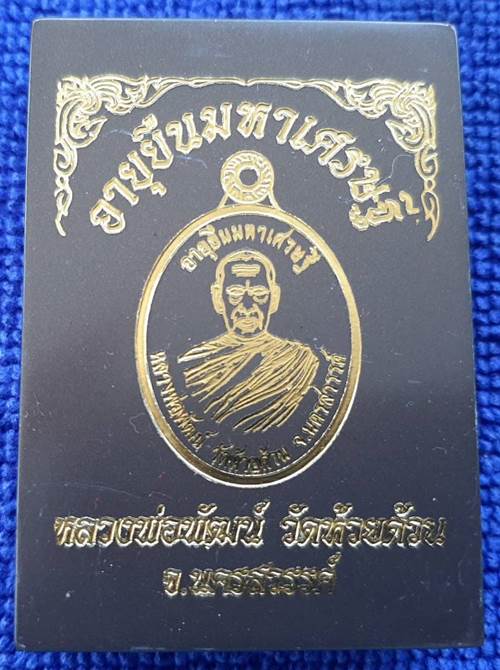 อายุยืนมหาเศรษฐี
อายุยืนมหาเศรษฐี
หลวงพ่อพัฒน์ วัดห้วยด้วน จ.นครสวรรค์
หลวงพ่อพัฒน์ วัดห้วยด้วน
จ.นครสวรรค์